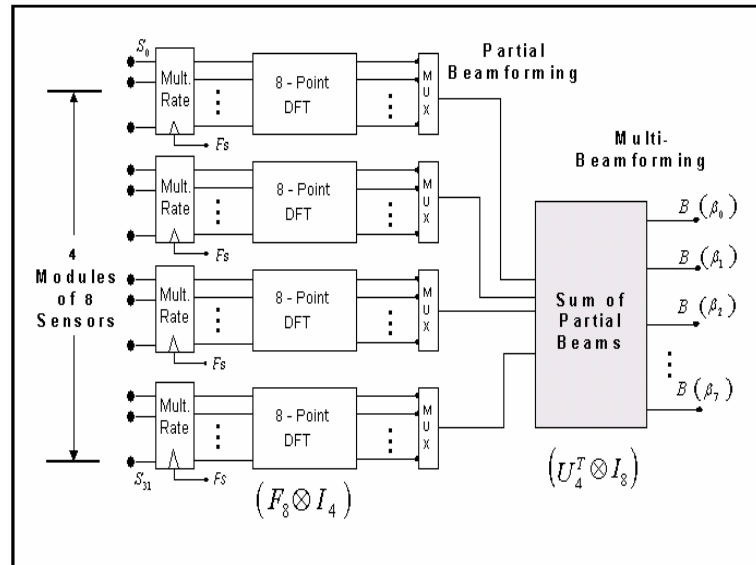 S₀
Mult.
Rate
Fs
8 - Point
DFT
M
U
X
Partial
Beamforming
Mult.
Rate
Fs
8 - Point
DFT
M
U
X
Mult.
Rate
Fs
8 - Point
DFT
M
U
X
Mult.
Rate
Fs
8 - Point
DFT
M
U
X
S₃₁
4
Modules
of 8
Sensors
(F₈ ⊗ I₄)
Multi-
Beamforming
Sum of
Partial
Beams
B (β₀)
B (β₁)
B (β₂)
B (β₇)
(U₄ᵀ ⊗ I₈)